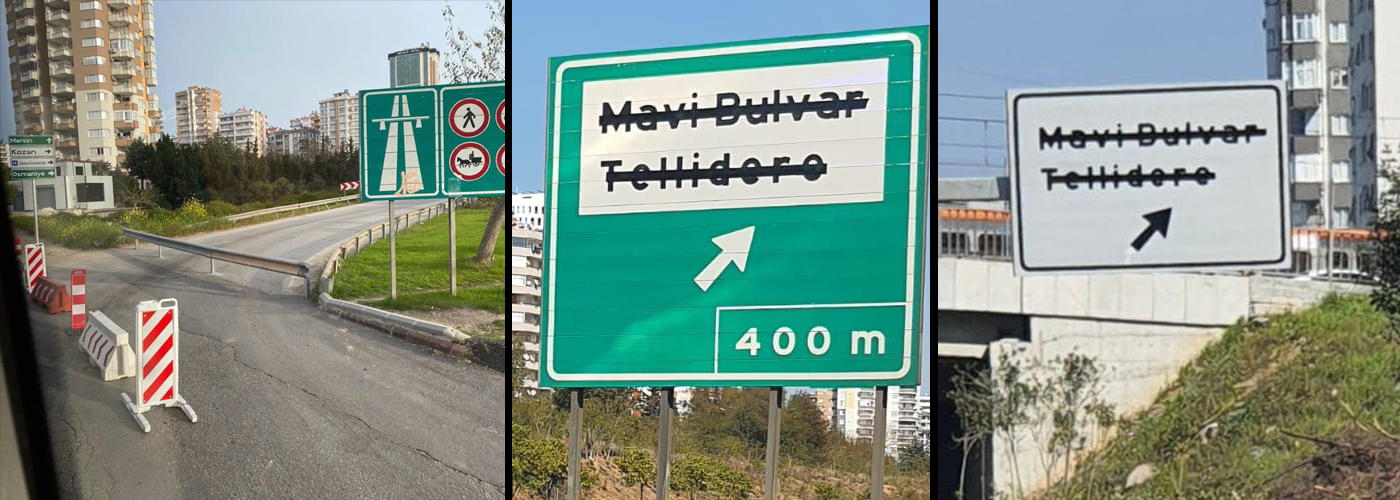 Mersin
Kozan
Osmaniye
Mavi Bulvar
Tellidere
400 m
Mavi Bulvar
Tellidere